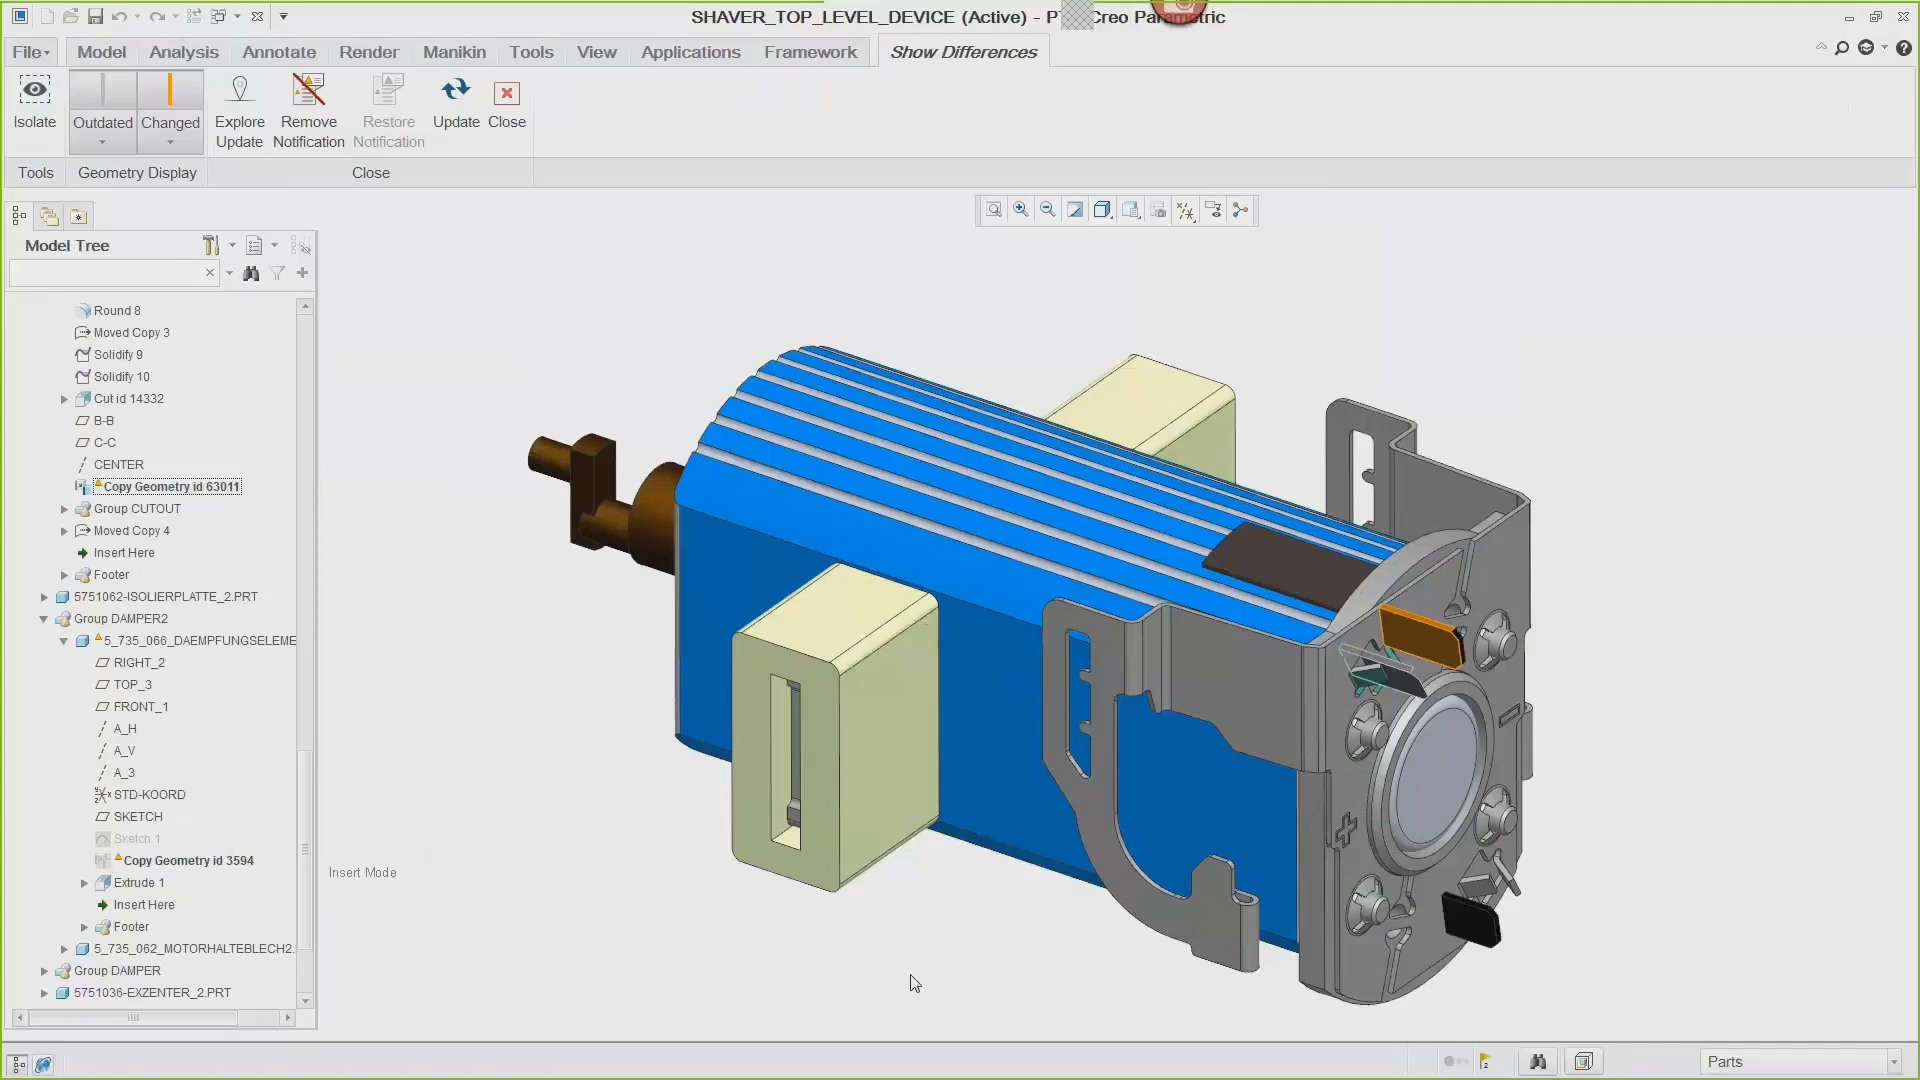 SHAVER_TOP_LEVEL_DEVICE (Active) - P Creo Parametric
File Model Analysis Annotate Render Manikin Tools View Applications Framework Show Differences
Isolate
Outdated
Changed
Explore Update
Remove Notification
Restore Notification
Update
Close
Tools
Geometry Display
Close
Model Tree
Round 8
Moved Copy 3
Solidify 9
Solidify 10
Cut id 14332
B-B
C-C
CENTER
Copy Geometry id 63011
Group CUTOUT
Moved Copy 4
Insert Here
Footer
5751062-ISOLIERPLATTE_2.PRT
Group DAMPER2
5_735_066_DAEMPFUNGSELEME
RIGHT_2
TOP_3
FRONT_1
A_H
A_V
A_3
STD-KOORD
SKETCH
Sketch 1
Copy Geometry id 3594
Insert Mode
Extrude 1
Insert Here
Footer
5_735_062_MOTORHALTEBLECH2.
Group DAMPER
5751036-EXZENTER_2.PRT
2
Parts